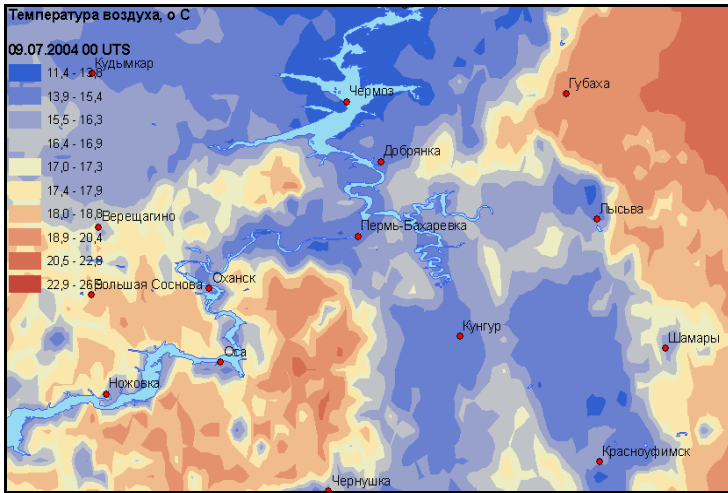 Температура воздуха, о С
09.07.2004 00 UTS
Кудымкар
11,4 - 13,8
13,9 - 15,4
15,5 - 16,3
16,4 - 16,9
17,0 - 17,3
17,4 - 17,9
18,0 - 18,8
18,9 - 20,4
20,5 - 22,8
Чермоз
Губаха
Добрянка
Верещагино
Лысьва
Пермь-Бахаревка
Большая Соснова
Оханск
Кунгур
Шамары
Оса
Ножовка
Красноуфимск
Чернушка